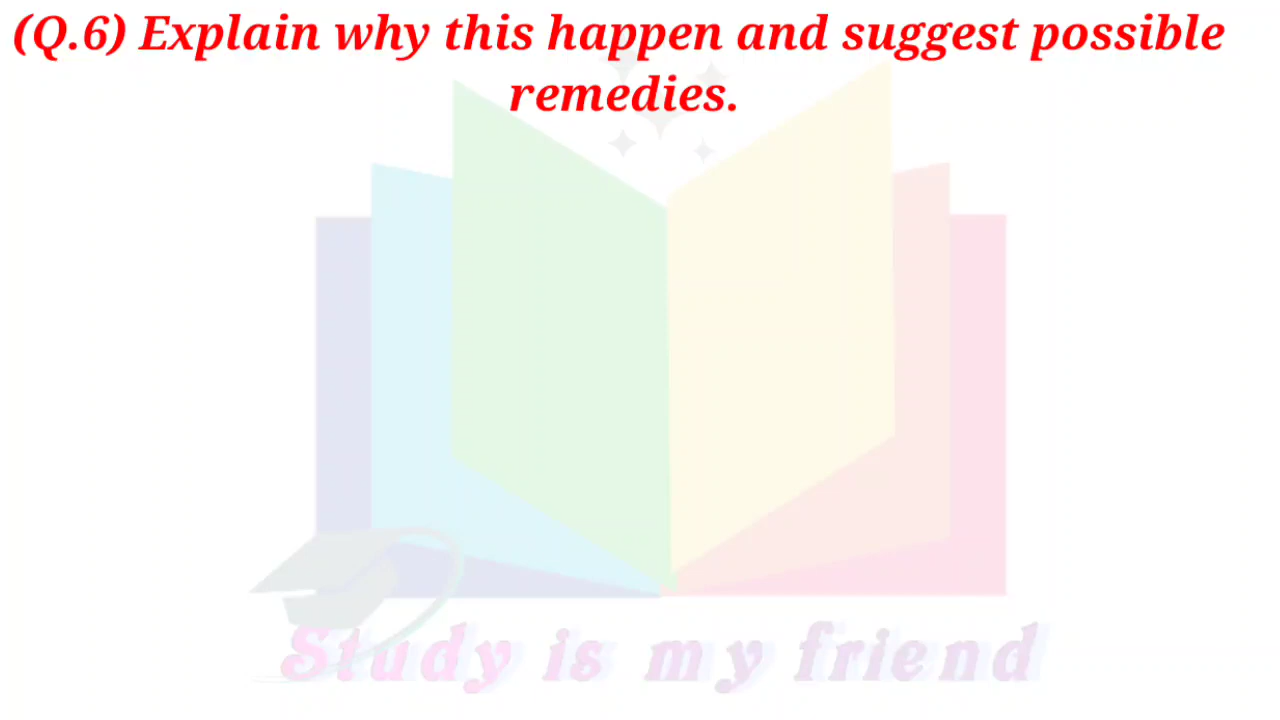 (Q.6) Explain why this happen and suggest possible
remedies.
Study is my friend